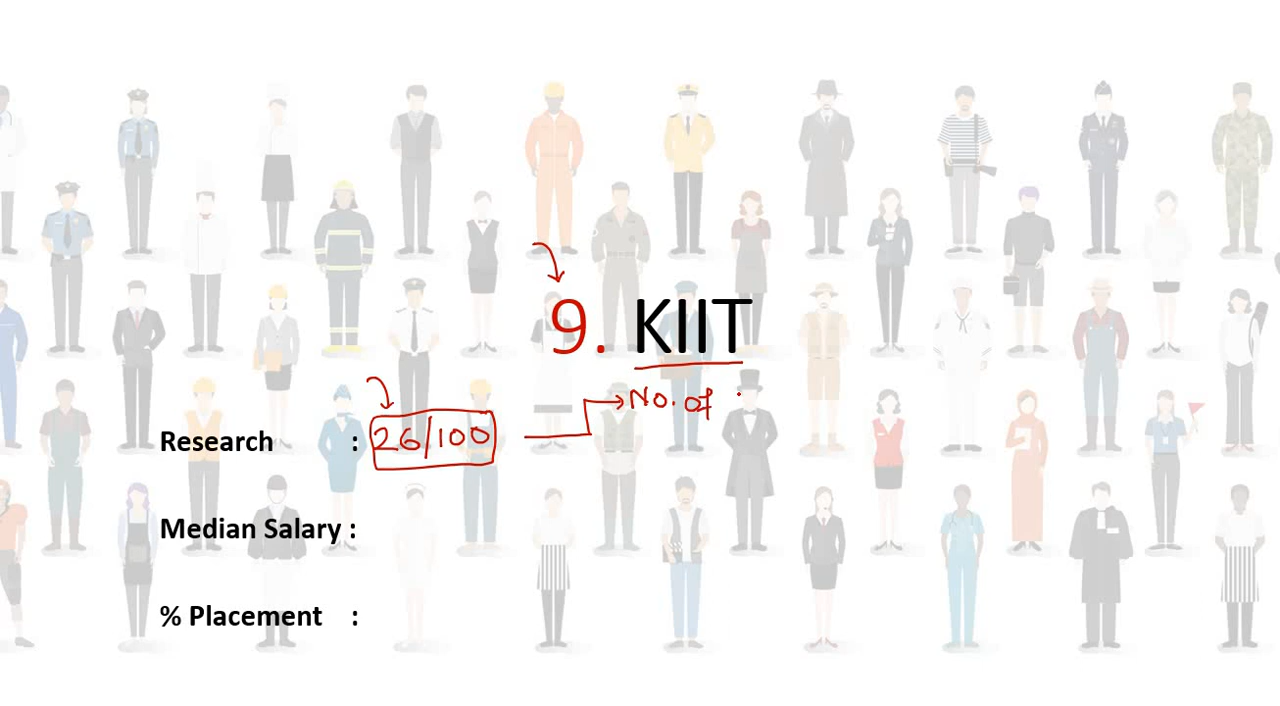 9. KIIT
No. of
Research : 26/100
Median Salary :
% Placement :